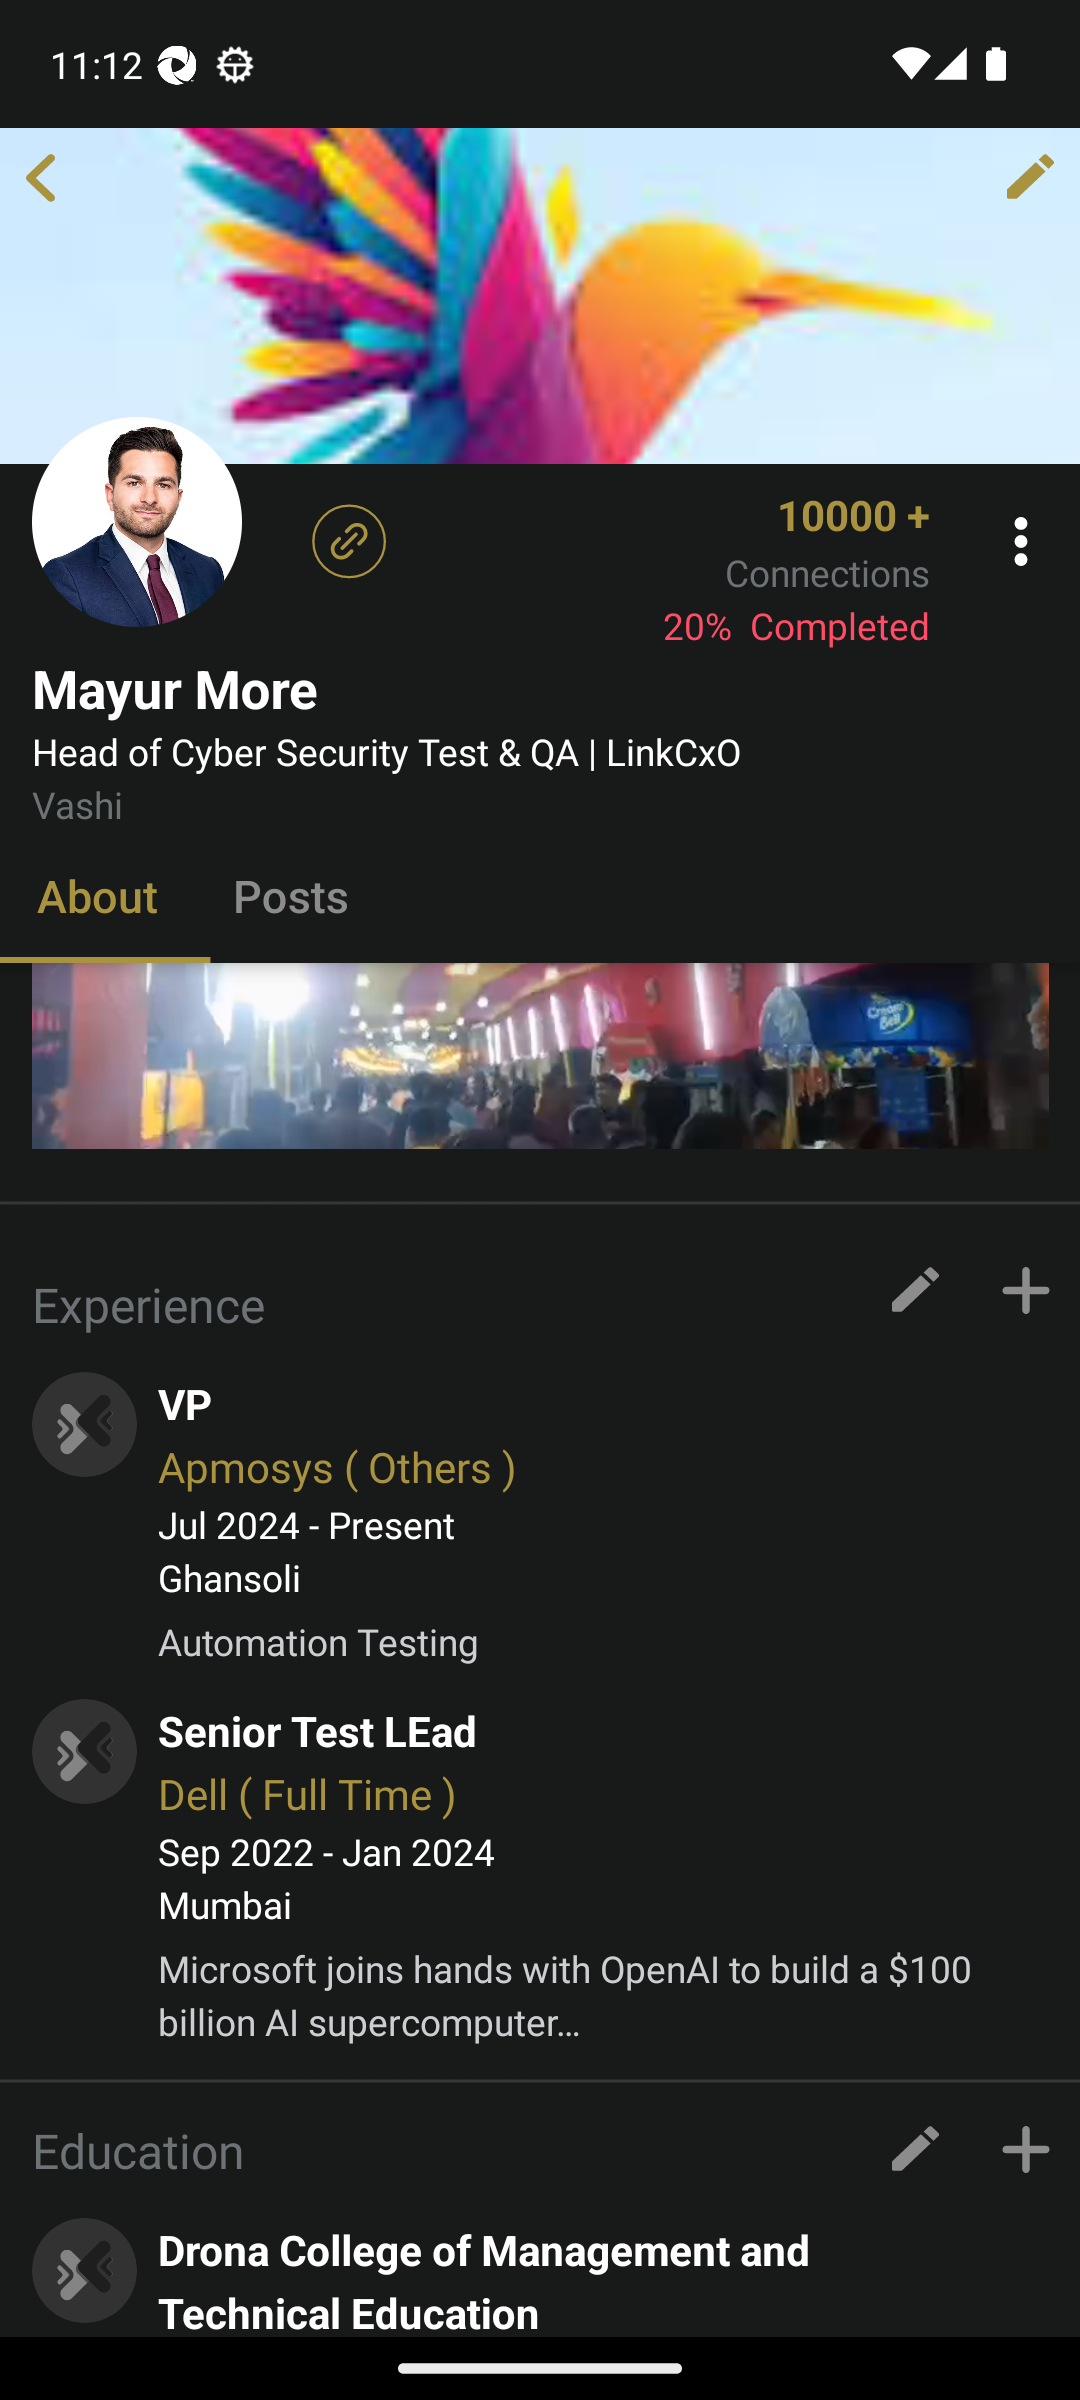 11:12
10000 +
Connections
20% Completed
Mayur More
Head of Cyber Security Test & QA | LinkCxO
Vashi
About
Posts
Cream
Bell
Experience
VP
Apmosys ( Others )
Jul 2024 - Present
Ghansoli
Automation Testing
Senior Test LEad
Dell ( Full Time )
Sep 2022 - Jan 2024
Mumbai
Microsoft joins hands with OpenAI to build a $100
billion AI supercomputer...
Education
Drona College of Management and
Technical Education